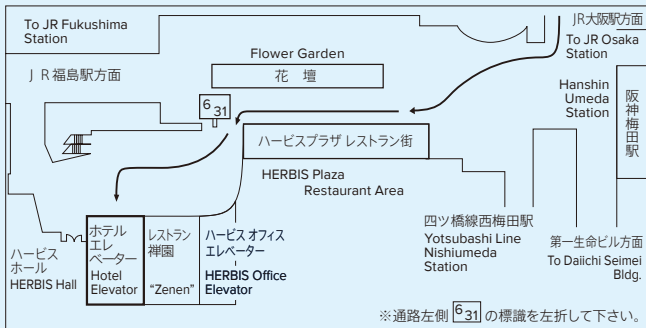 To JR Fukushima
Station
JR福島駅方面
Flower Garden
花 壇
JR大阪駅方面
To JR Osaka
Station
Hanshin
Umeda
Station
阪神梅田駅
6 31
ハービスプラザ レストラン街
HERBIS Plaza
Restaurant Area
四ツ橋線西梅田駅
Yotsubashi Line
Nishiumeda
Station
第一生命ビル方面
To Daiichi Seimei
Bldg.
ハービス
ホール
HERBIS Hall
ホテル
エレ
ベーター
Hotel
Elevator
レストラン
禅園
“Zenen”
ハービス オフィス
エレベーター
HERBIS Office
Elevator
※通路左側 6 31 の標識を左折して下さい。